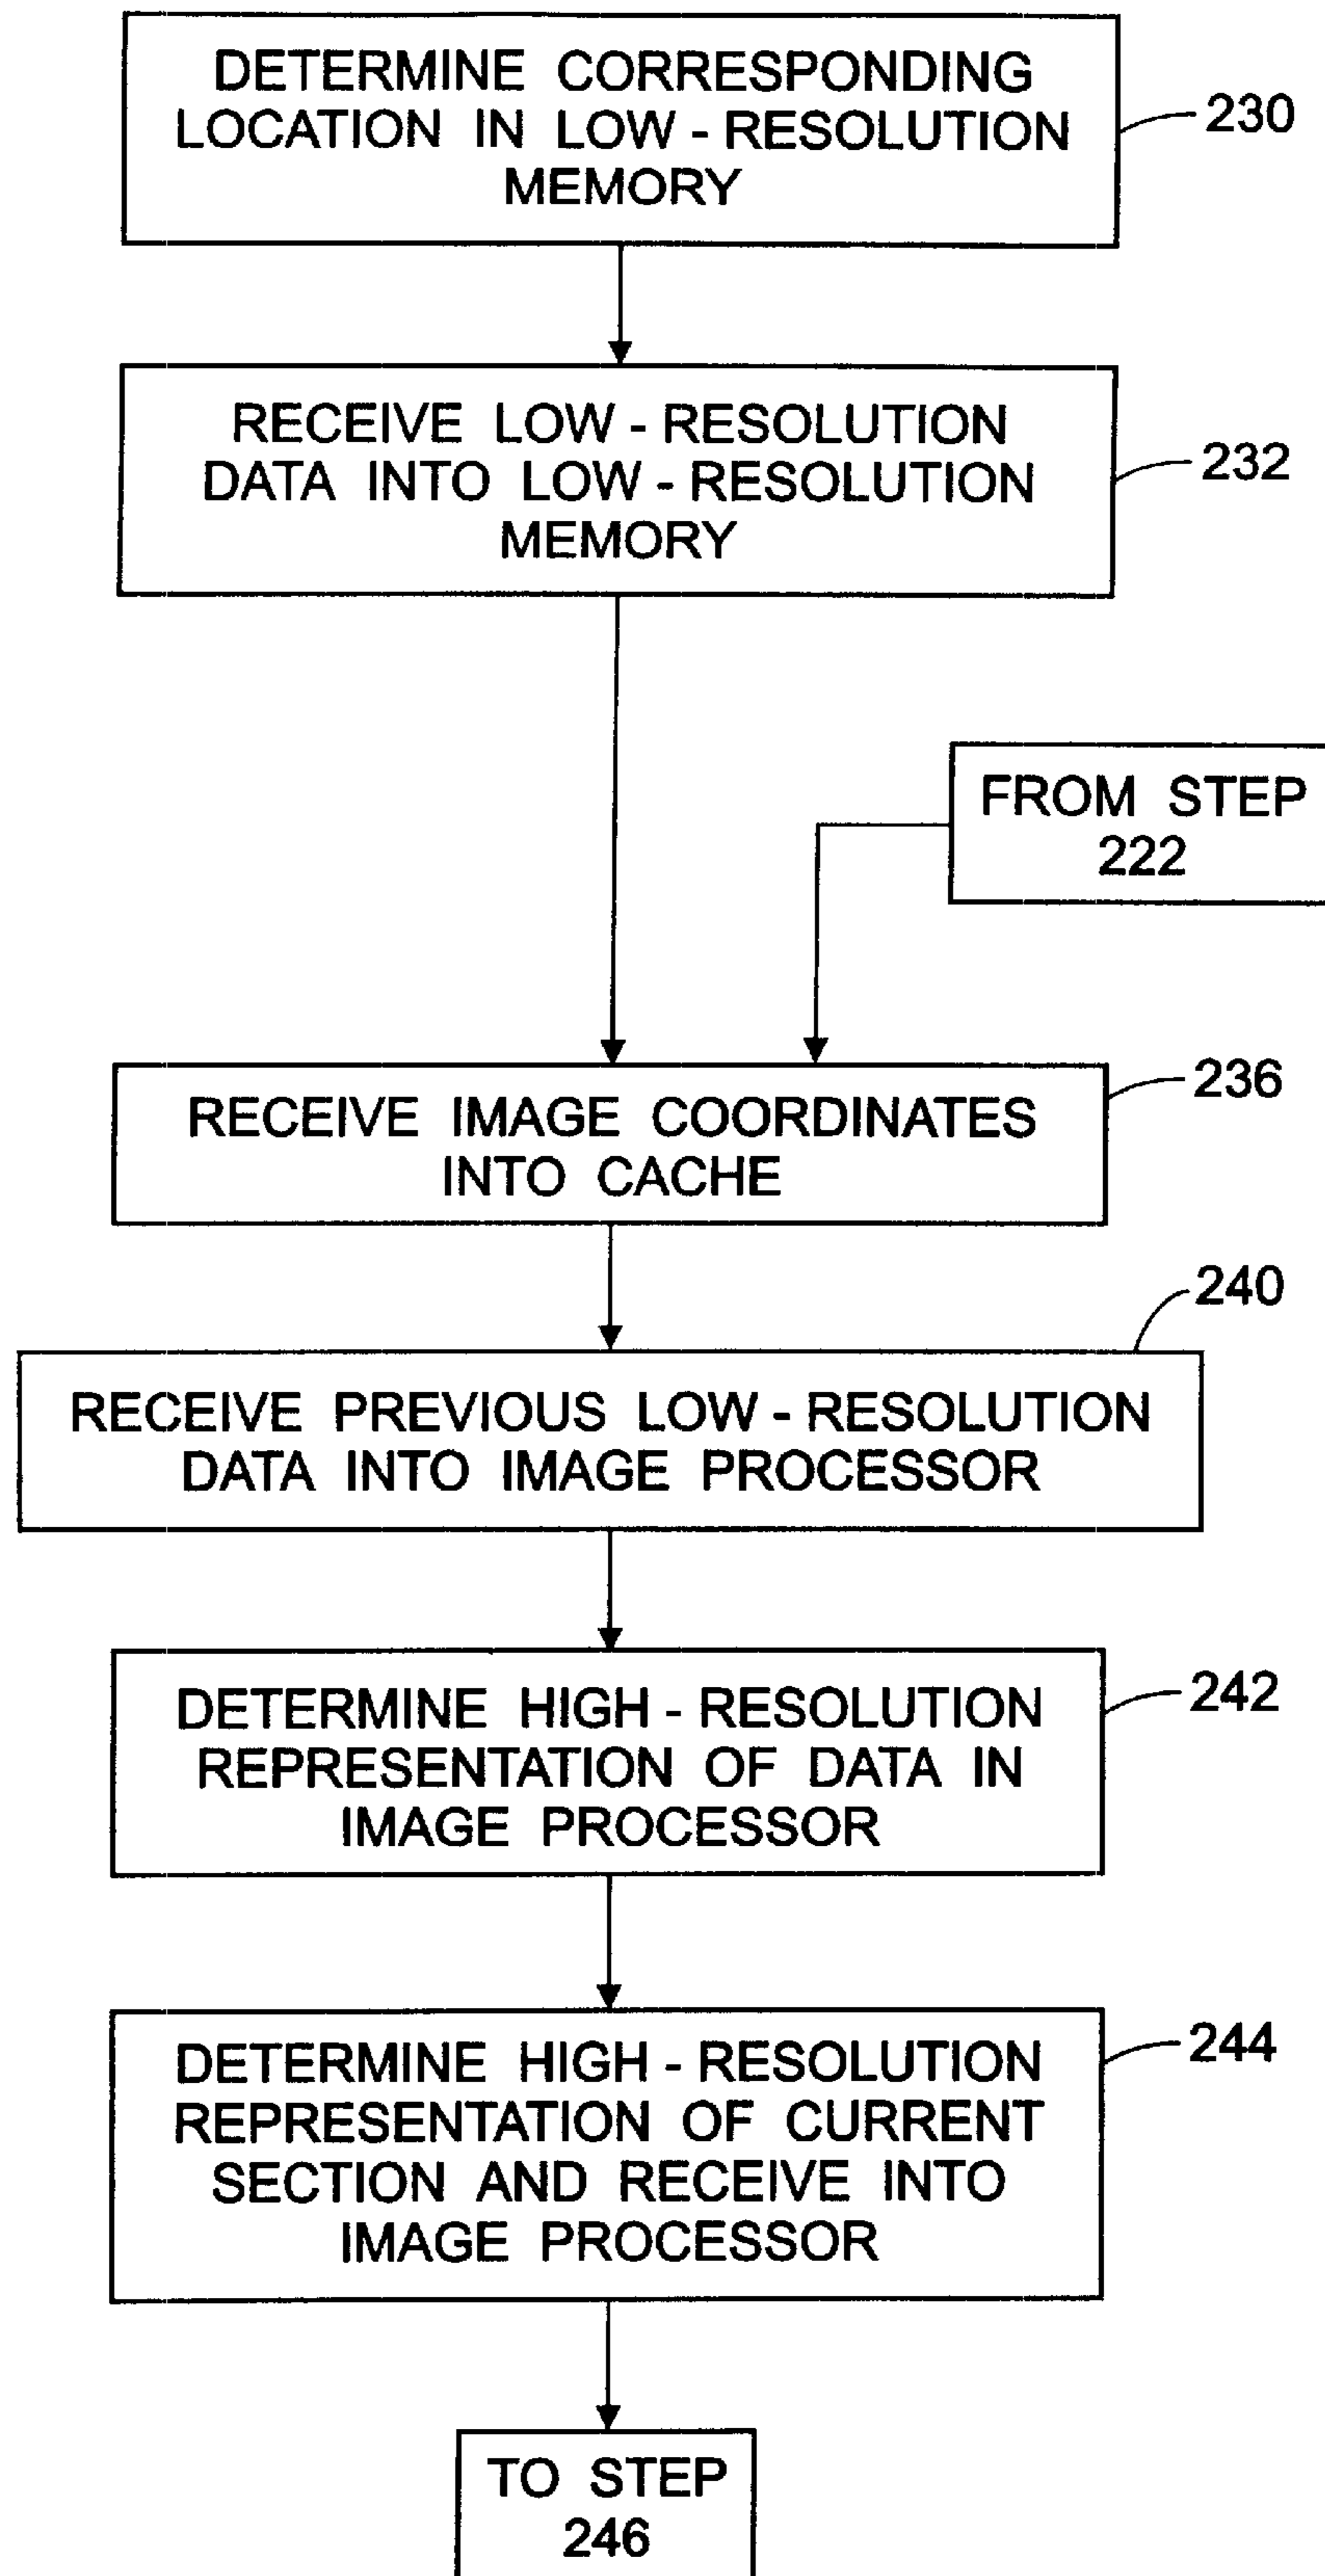 DETERMINE CORRESPONDING
LOCATION IN LOW - RESOLUTION
MEMORY
230
RECEIVE LOW - RESOLUTION
DATA INTO LOW - RESOLUTION
MEMORY
232
FROM STEP
222
RECEIVE IMAGE COORDINATES
INTO CACHE
236
240
RECEIVE PREVIOUS LOW - RESOLUTION
DATA INTO IMAGE PROCESSOR
DETERMINE HIGH - RESOLUTION
REPRESENTATION OF DATA IN
IMAGE PROCESSOR
242
DETERMINE HIGH - RESOLUTION
REPRESENTATION OF CURRENT
SECTION AND RECEIVE INTO
IMAGE PROCESSOR
244
TO STEP
246